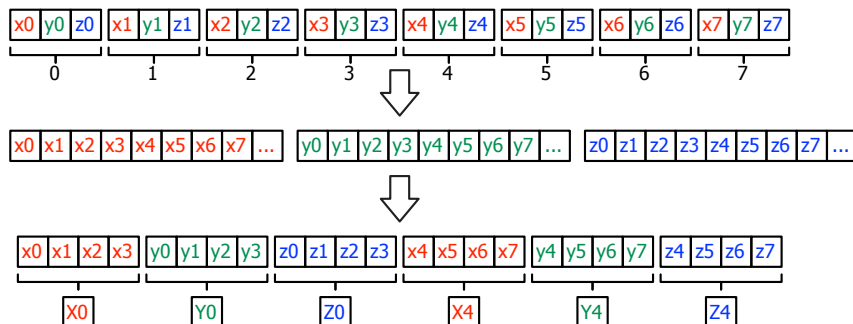 x0 y0 z0 x1 y1 z1 x2 y2 z2 x3 y3 z3 x4 y4 z4 x5 y5 z5 x6 y6 z6 x7 y7 z7
0 1 2 3 4 5 6 7
x0 x1 x2 x3 x4 x5 x6 x7 ... y0 y1 y2 y3 y4 y5 y6 y7 ... z0 z1 z2 z3 z4 z5 z6 z7 ...
x0 x1 x2 x3 y0 y1 y2 y3 z0 z1 z2 z3 x4 x5 x6 x7 y4 y5 y6 y7 z4 z5 z6 z7
X0 Y0 Z0 X4 Y4 Z4